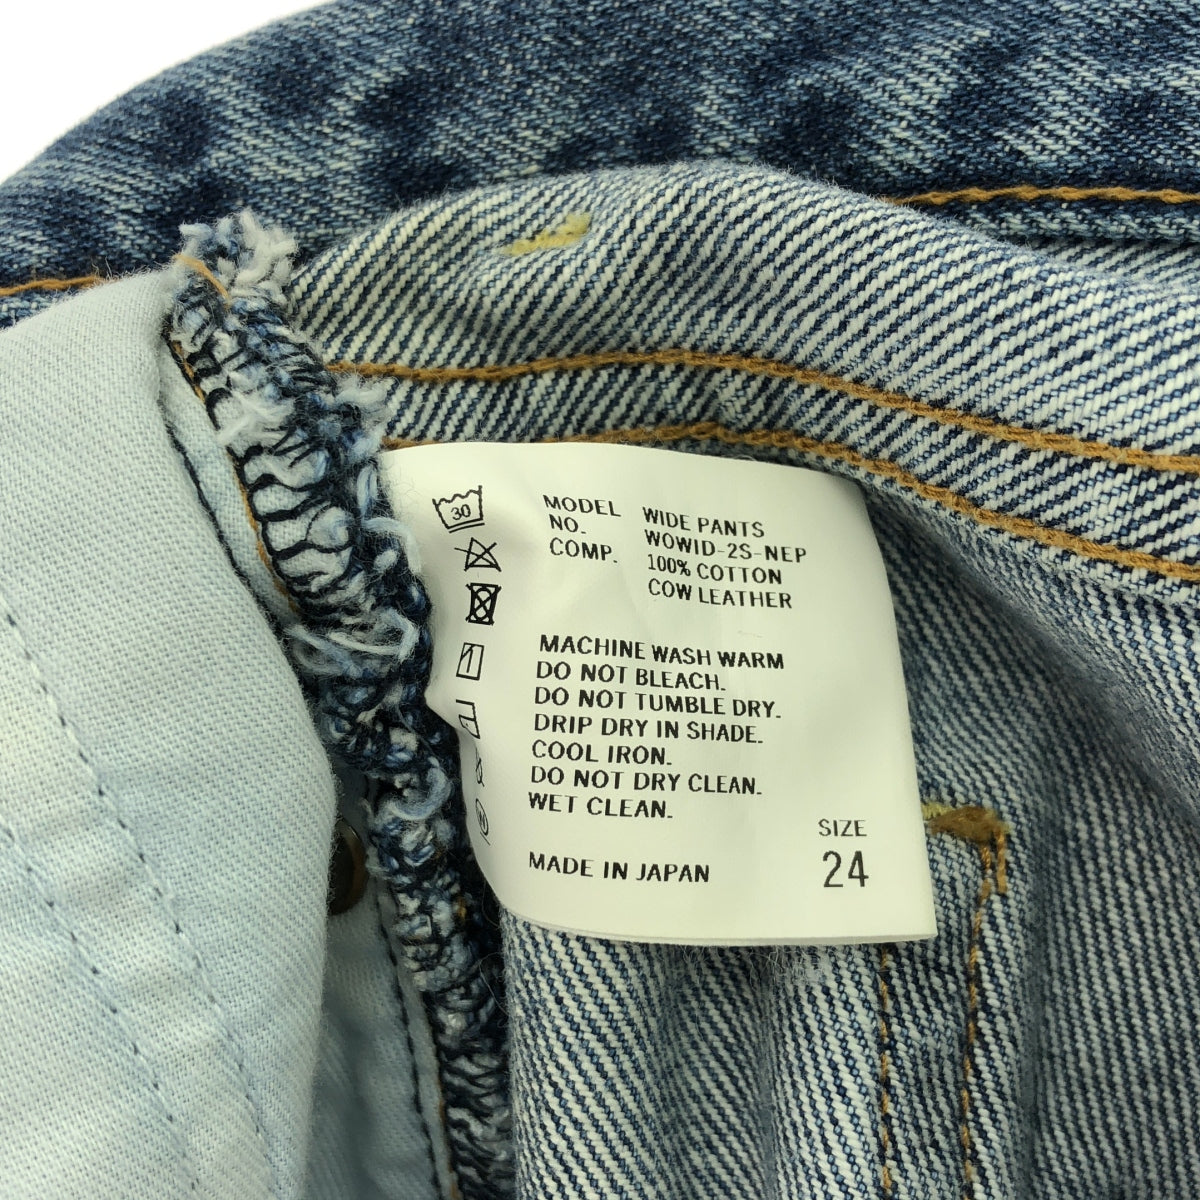 MODEL WIDE PANTS
NO. WOWID-2S-NEP
COMP. 100% COTTON
COW LEATHER
30
MACHINE WASH WARM
DO NOT BLEACH.
DO NOT TUMBLE DRY.
DRIP DRY IN SHADE.
COOL IRON.
DO NOT DRY CLEAN.
WET CLEAN.
MADE IN JAPAN
SIZE
24